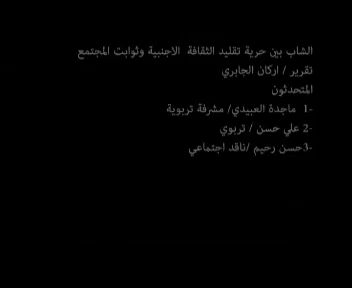 الشاب بين حرية تقليد الثقافة الاجنبية وثوابت المجتمع
تقرير / اركان الجابري
المتحدثون
1- ماجدة العبيدي/ مشرفة تربوية
2- علي حسن / تربوي
3-حسن رحيم /ناقد اجتماعي